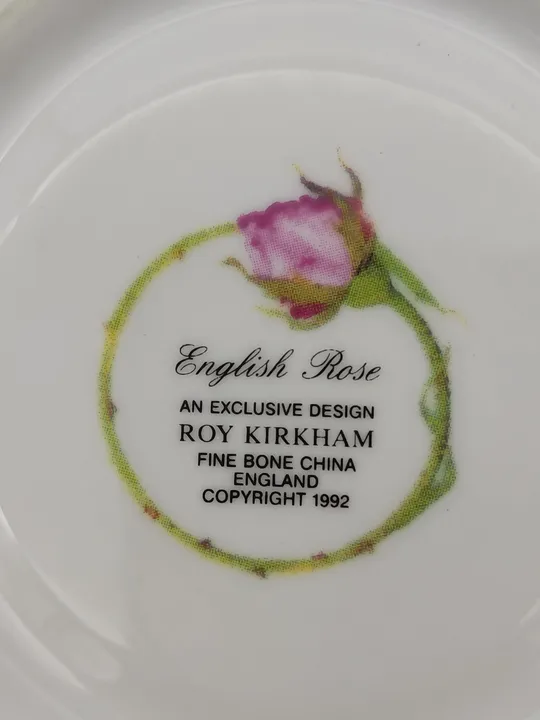 English Rose
AN EXCLUSIVE DESIGN
ROY KIRKHAM
FINE BONE CHINA
ENGLAND
COPYRIGHT 1992